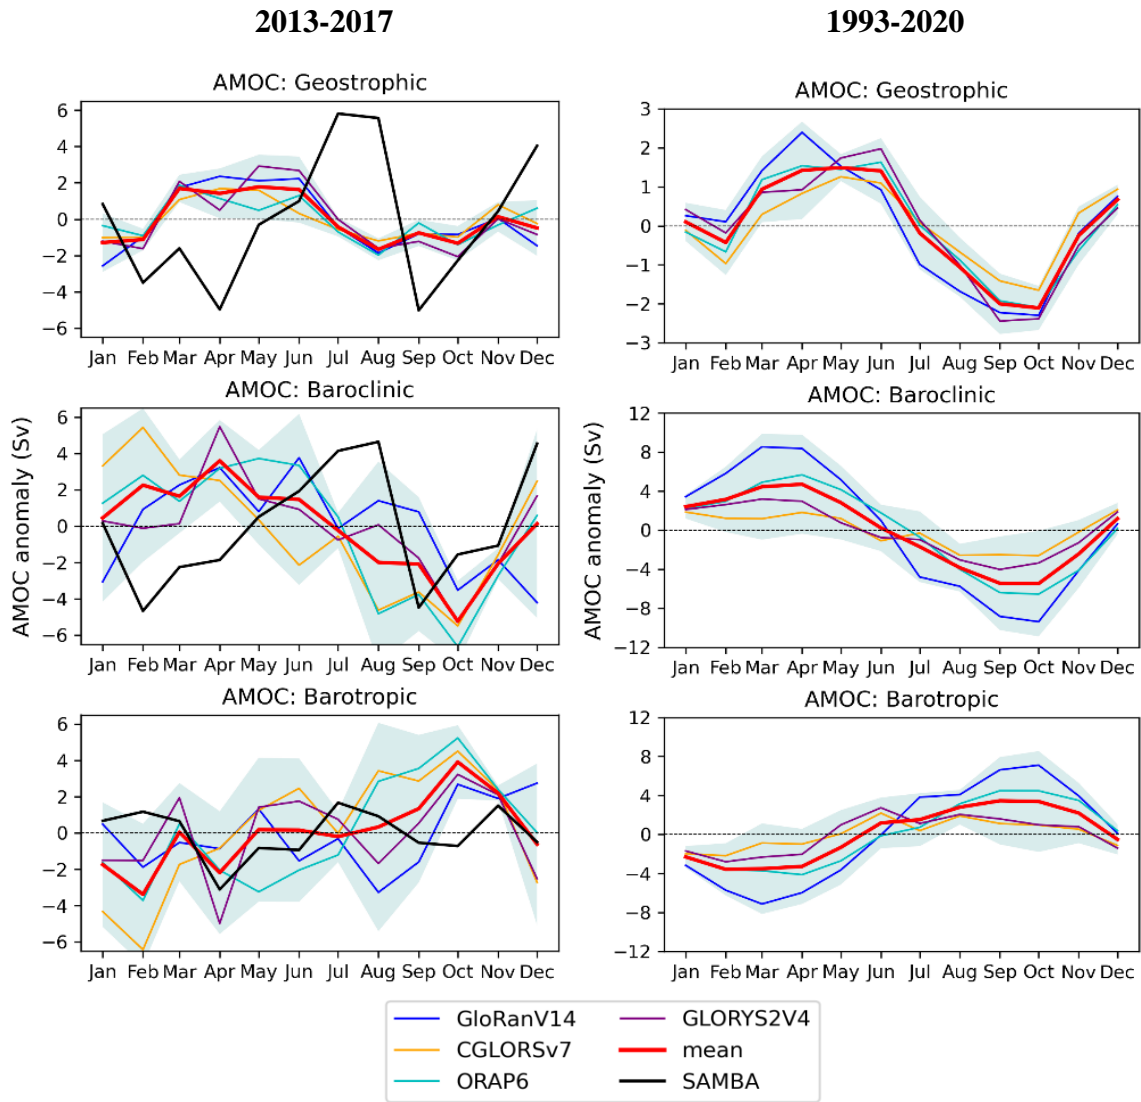 2013-2017
1993-2020
AMOC: Geostrophic
6
4
2
0
−2
−4
−6
Jan Feb Mar Apr May Jun Jul Aug Sep Oct Nov Dec
AMOC: Geostrophic
3
2
1
0
−1
−2
−3
Jan Feb Mar Apr May Jun Jul Aug Sep Oct Nov Dec
AMOC anomaly (Sv)
AMOC: Baroclinic
6
4
2
0
−2
−4
−6
Jan Feb Mar Apr May Jun Jul Aug Sep Oct Nov Dec
AMOC anomaly (Sv)
AMOC: Baroclinic
12
8
4
0
−4
−8
−12
Jan Feb Mar Apr May Jun Jul Aug Sep Oct Nov Dec
AMOC: Barotropic
6
4
2
0
−2
−4
−6
Jan Feb Mar Apr May Jun Jul Aug Sep Oct Nov Dec
AMOC: Barotropic
12
8
4
0
−4
−8
−12
Jan Feb Mar Apr May Jun Jul Aug Sep Oct Nov Dec
GloRanV14
CGLORSv7
ORAP6
GLORYS2V4
mean
SAMBA